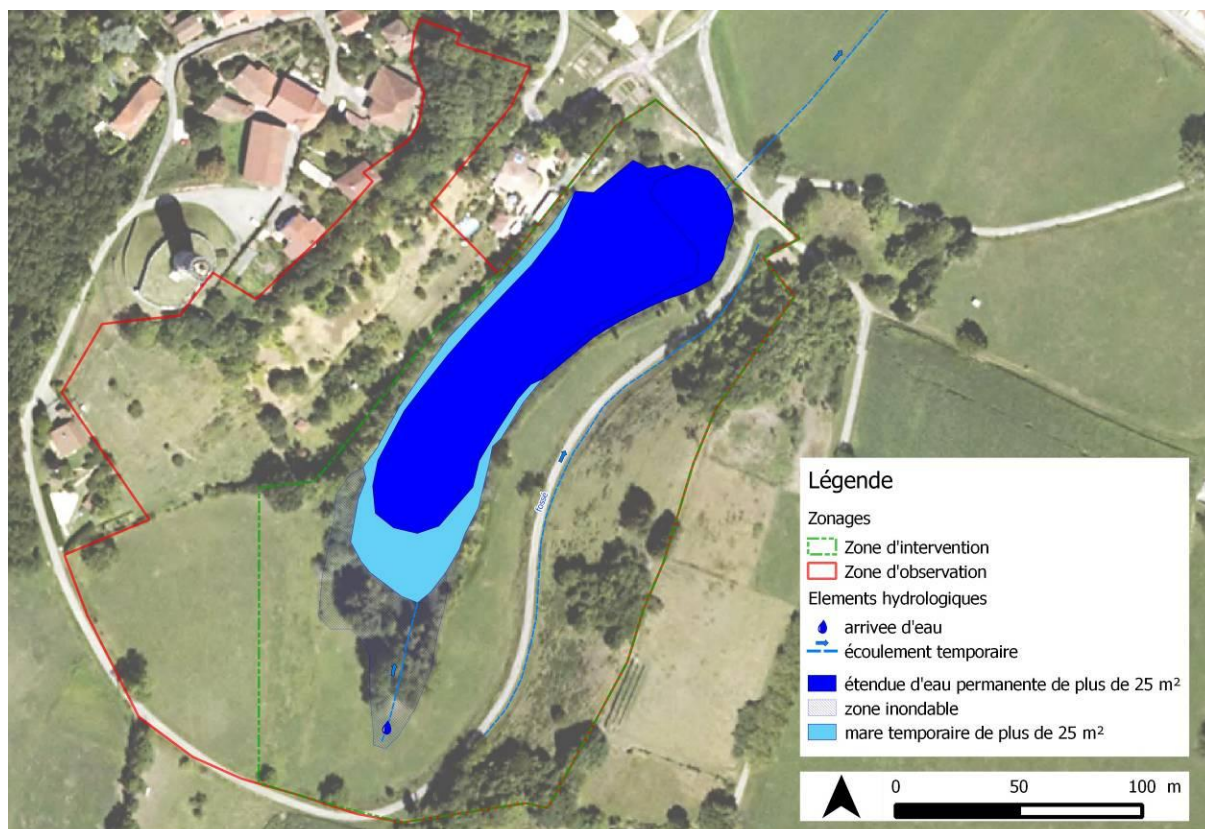 fossé
Légende
Zonages
Zone d'intervention
Zone d'observation
Elements hydrologiques
arrivee d'eau
écoulement temporaire
étendue d'eau permanente de plus de 25 m²
zone inondable
mare temporaire de plus de 25 m²
0 50 100 m